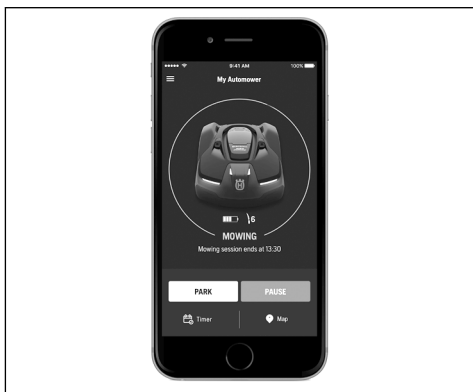 9:41 AM 100%
My Automower
6
MOWING
Mowing session ends at 13:30
PARK PAUSE
Timer Map